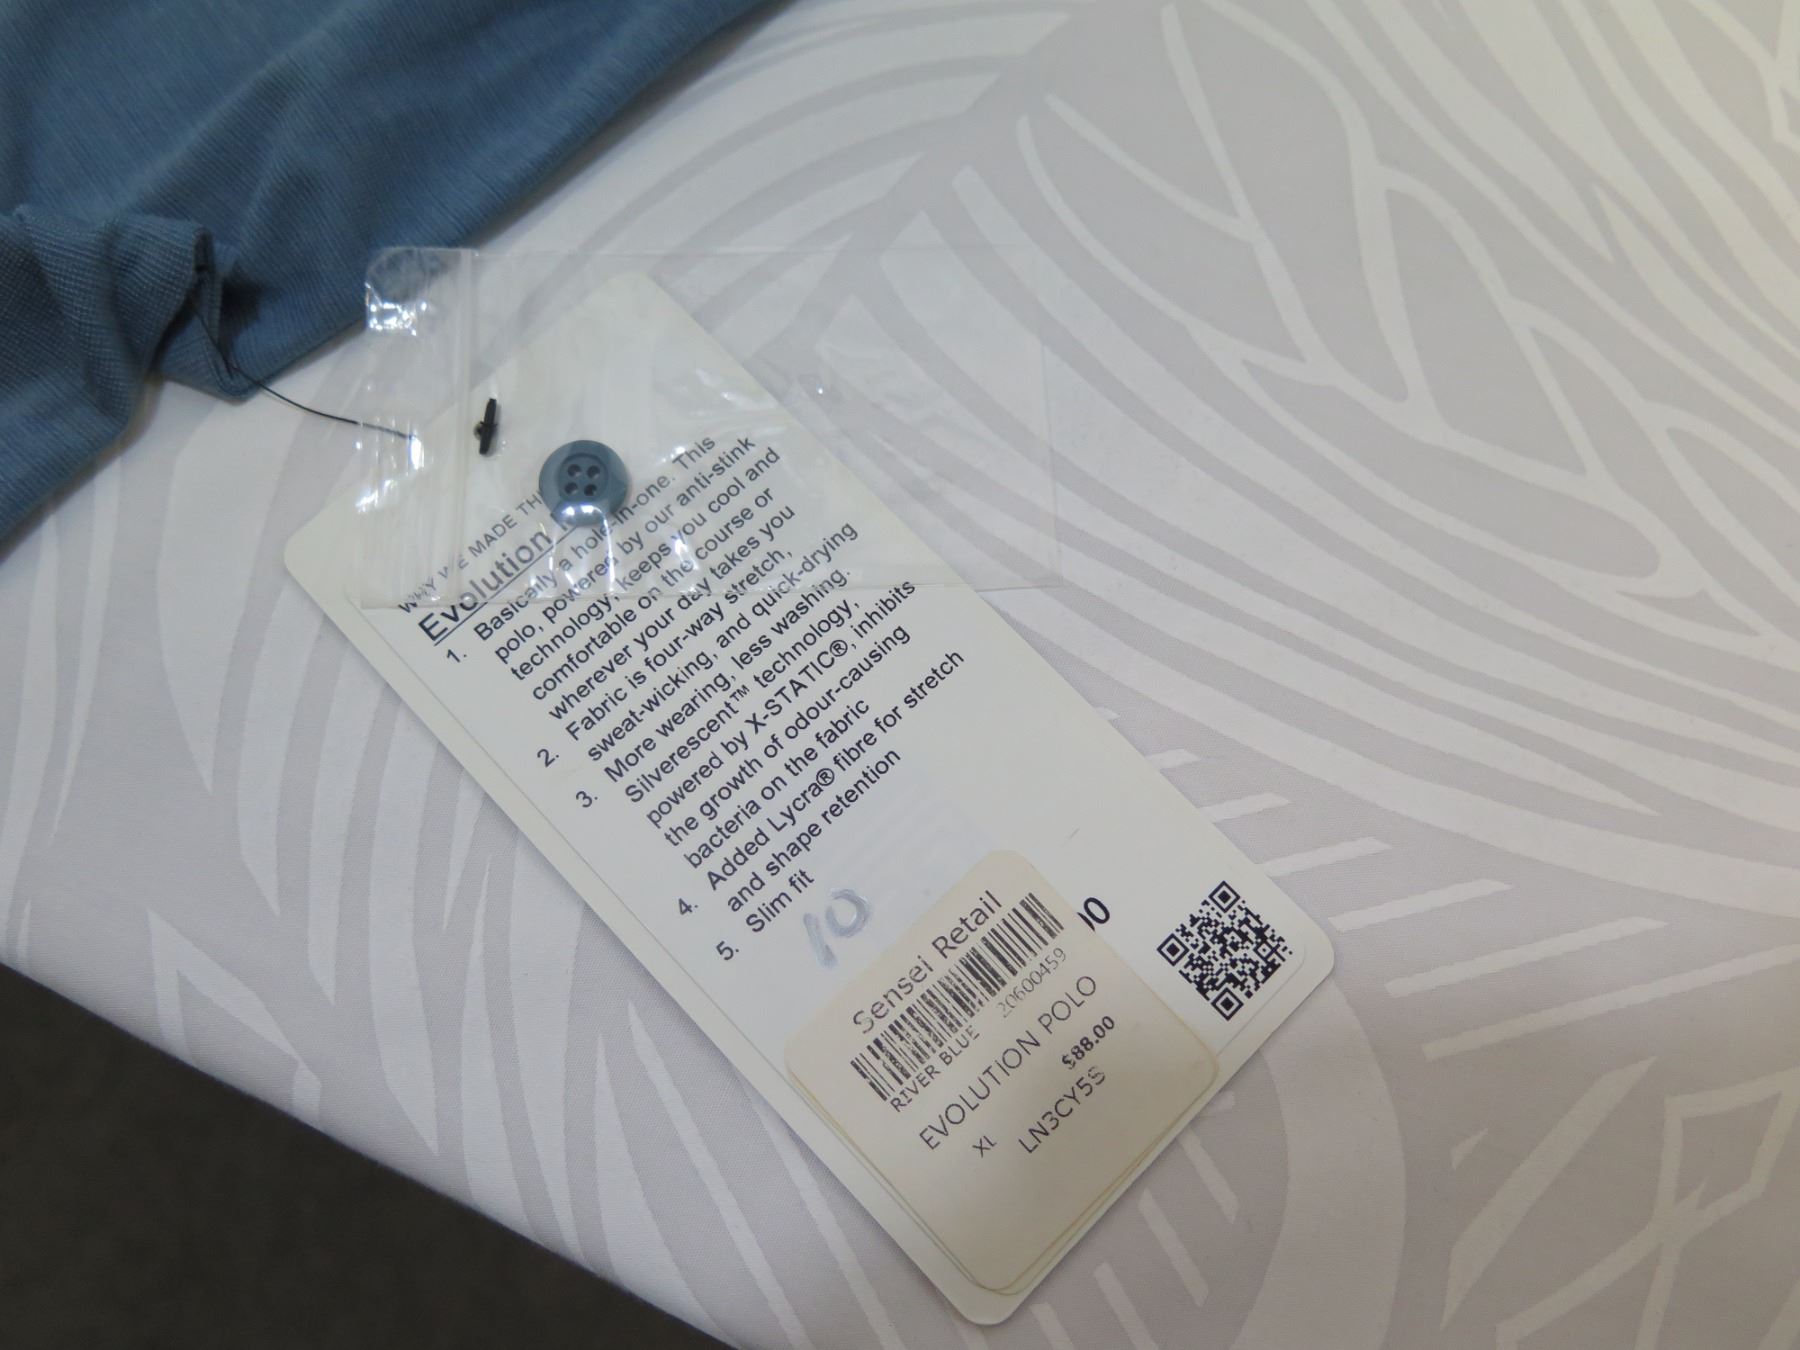 WHY WE MADE TH
Evolution
1. Basically a hole-in-one. This
polo, powered by our anti-stink
technology, keeps you cool and
comfortable on the course or
wherever your day takes you
2. Fabric is four-way stretch,
sweat-wicking, and quick-drying
3. More wearing, less washing.
Silverescent™ technology,
powered by X-STATIC®, inhibits
the growth of odour-causing
bacteria on the fabric
4. Added Lycra® fibre for stretch
and shape retention
5. Slim fit
10
00
Sensei Retail
20600459
RIVER BLUE
EVOLUTION POLO
$88.00
XL LN3CY5S